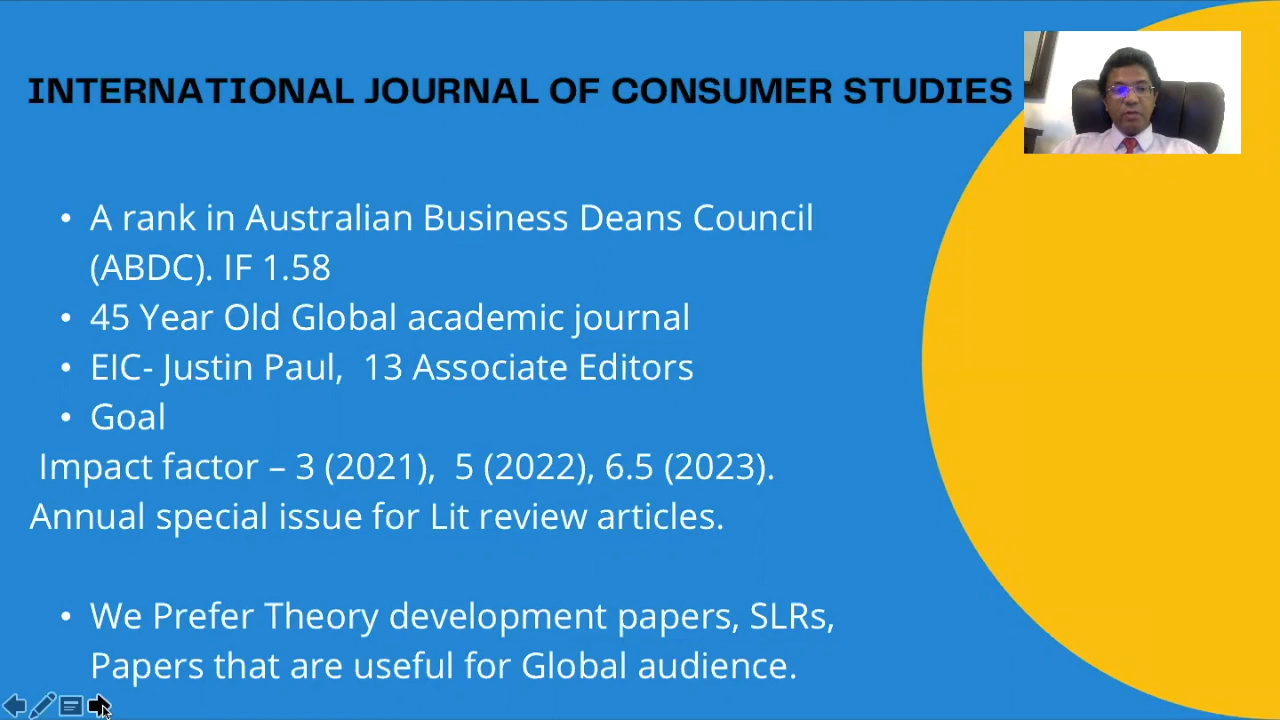 INTERNATIONAL JOURNAL OF CONSUMER STUDIES
• A rank in Australian Business Deans Council
(ABDC). IF 1.58
• 45 Year Old Global academic journal
• EIC- Justin Paul,  13 Associate Editors
• Goal
Impact factor – 3 (2021),  5 (2022), 6.5 (2023).
Annual special issue for Lit review articles.
• We Prefer Theory development papers, SLRs,
Papers that are useful for Global audience.